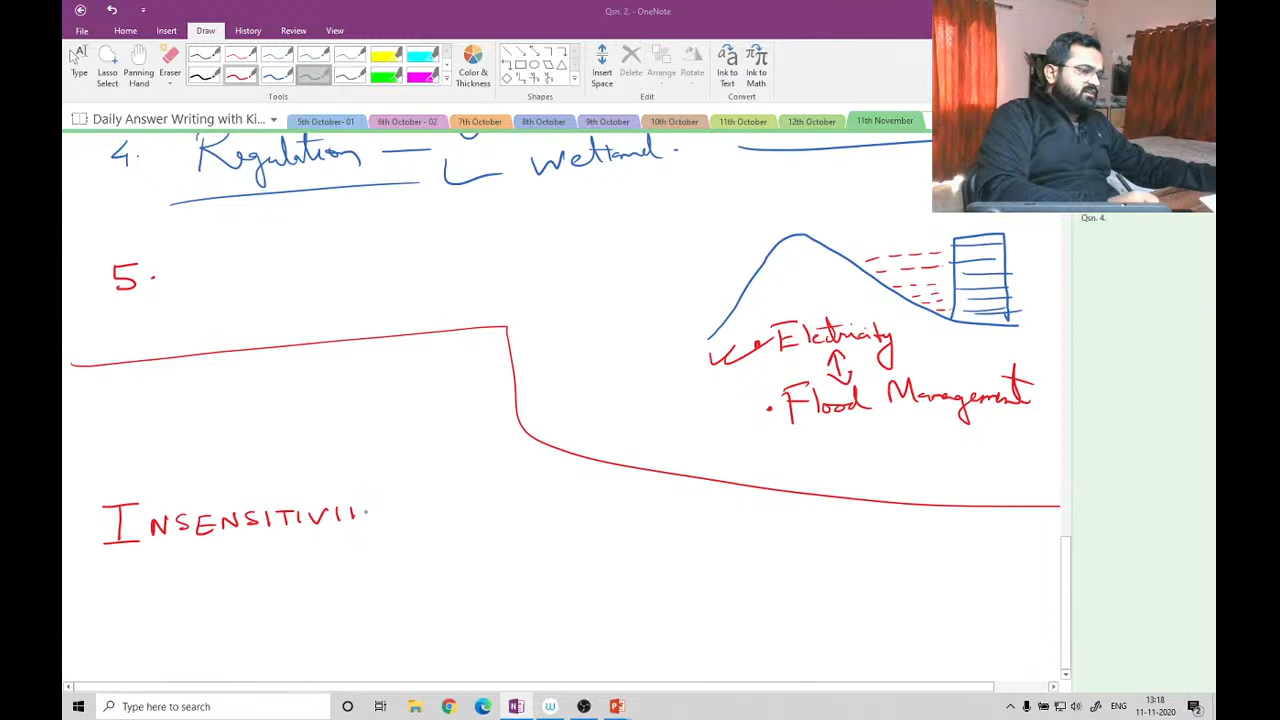 Qsn. 2. - OneNote
File Home Insert Draw History Review View
Type Lasso Select Panning Hand Eraser Color & Thickness Insert Space Delete Arrange Rotate Ink to Text Ink to Math
Tools Shapes Edit Convert
Daily Answer Writing with Ki... 5th October- 01 6th October - 02 7th October 8th October 9th October 10th October 11th October 12th October 11th November
Qsn. 4.
4. Regulation — wetland.
5.
Electricity
Flood Management
INSENSITIVI
Type here to search
ENG 13:18
11-11-2020
2